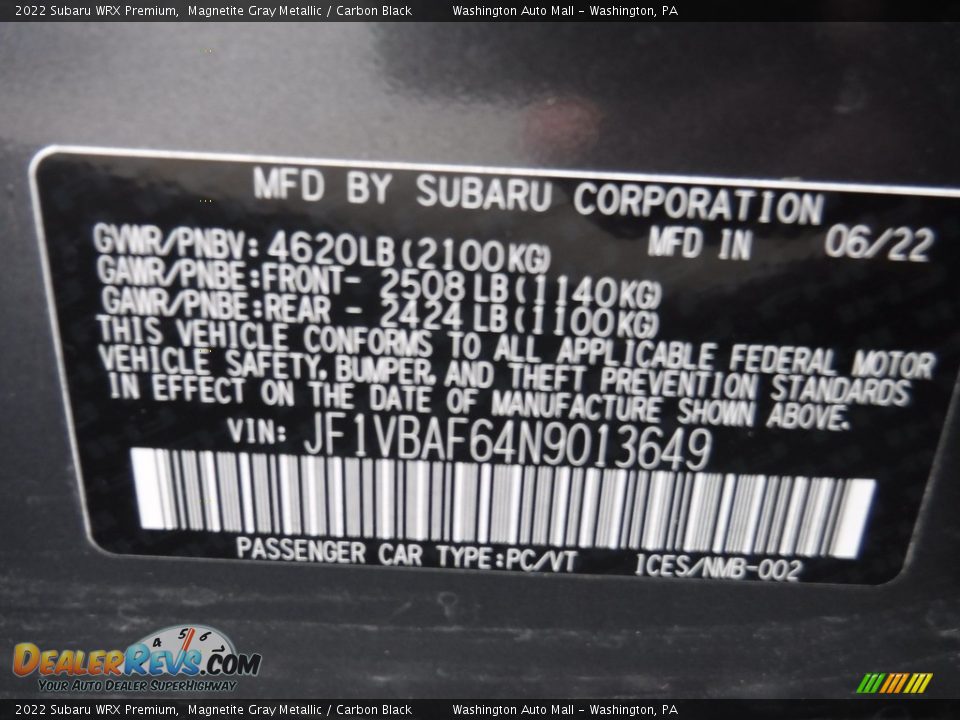 2022 Subaru WRX Premium,  Magnetite Gray Metallic / Carbon Black          Washington Auto Mall - Washington, PA
MFD BY SUBARU CORPORATION
GVWR/PNBV: 4620LB(2100KG)     MFD IN     06/22
GAWR/PNBE:FRONT- 2508 LB(1140KG)
GAWR/PNBE:REAR - 2424 LB(1100KG)
THIS VEHICLE CONFORMS TO ALL APPLICABLE FEDERAL MOTOR
VEHICLE SAFETY, BUMPER, AND THEFT PREVENTION STANDARDS
IN EFFECT ON THE DATE OF MANUFACTURE SHOWN ABOVE.
VIN: JF1VBAF64N9013649
PASSENGER CAR TYPE:PC/VT     ICES/NMB-002
4 5 6
DEALERREVS.COM
YOUR AUTO DEALER SUPERHIGHWAY
2022 Subaru WRX Premium,  Magnetite Gray Metallic / Carbon Black          Washington Auto Mall - Washington, PA